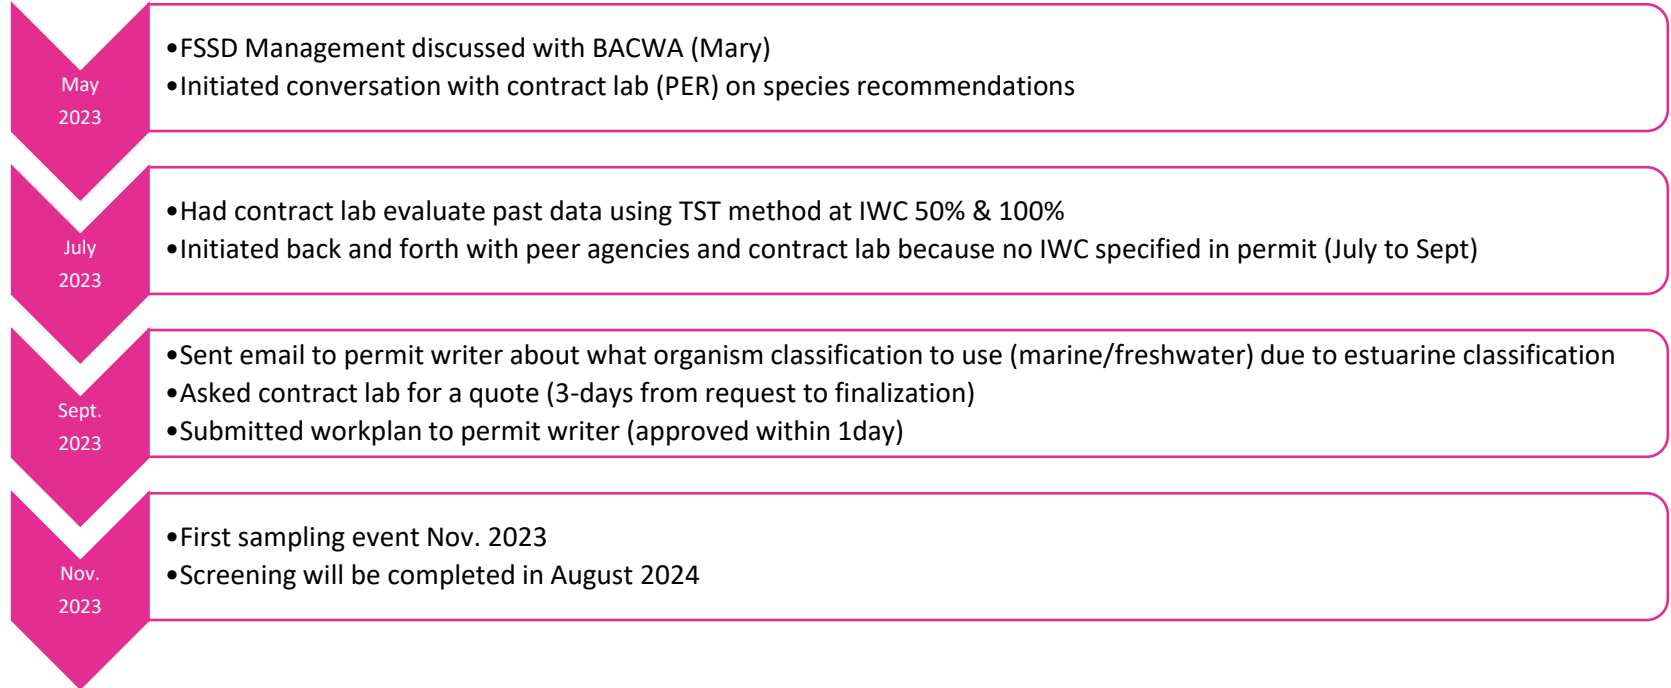 May
2023
•FSSD Management discussed with BACWA (Mary)
•Initiated conversation with contract lab (PER) on species recommendations
July
2023
•Had contract lab evaluate past data using TST method at IWC 50% & 100%
•Initiated back and forth with peer agencies and contract lab because no IWC specified in permit (July to Sept)
Sept.
2023
•Sent email to permit writer about what organism classification to use (marine/freshwater) due to estuarine classification
•Asked contract lab for a quote (3-days from request to finalization)
•Submitted workplan to permit writer (approved within 1day)
Nov.
2023
•First sampling event Nov. 2023
•Screening will be completed in August 2024